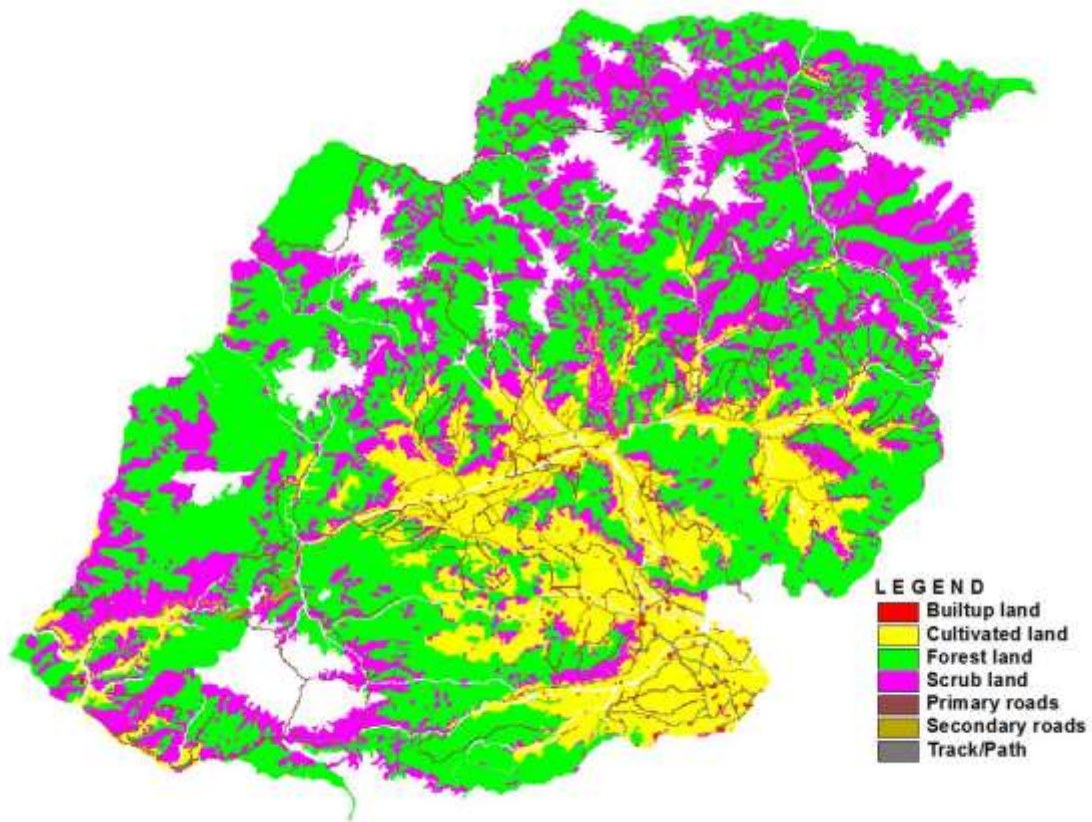 LEGEND
Builtup land
Cultivated land
Forest land
Scrub land
Primary roads
Secondary roads
Track/Path